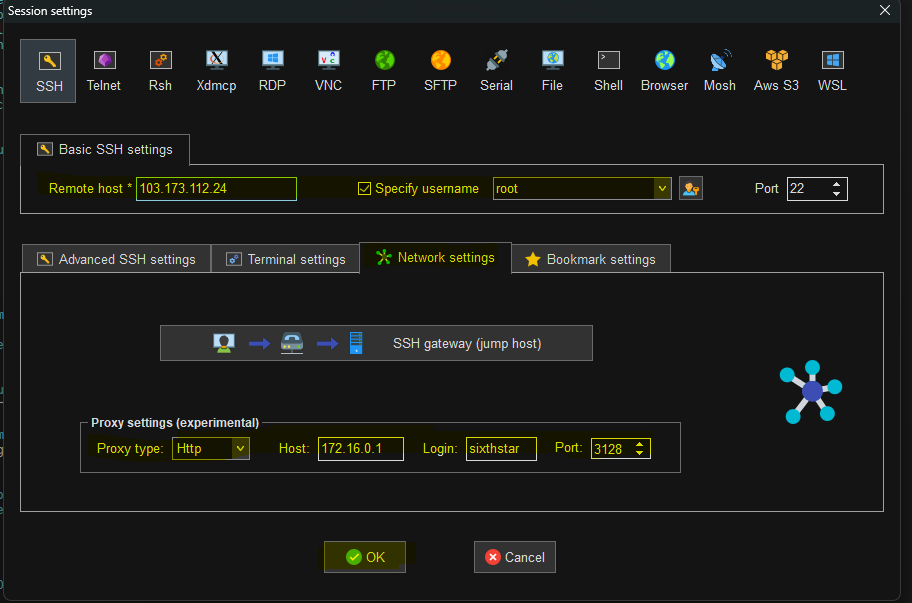 Session settings
SSH Telnet Rsh Xdmcp RDP VNC FTP SFTP Serial File Shell Browser Mosh Aws S3 WSL
Basic SSH settings
Remote host * 103.173.112.24 Specify username root Port 22
Advanced SSH settings Terminal settings Network settings Bookmark settings
SSH gateway (jump host)
Proxy settings (experimental)
Proxy type: Http Host: 172.16.0.1 Login: sixthstar Port: 3128
OK Cancel